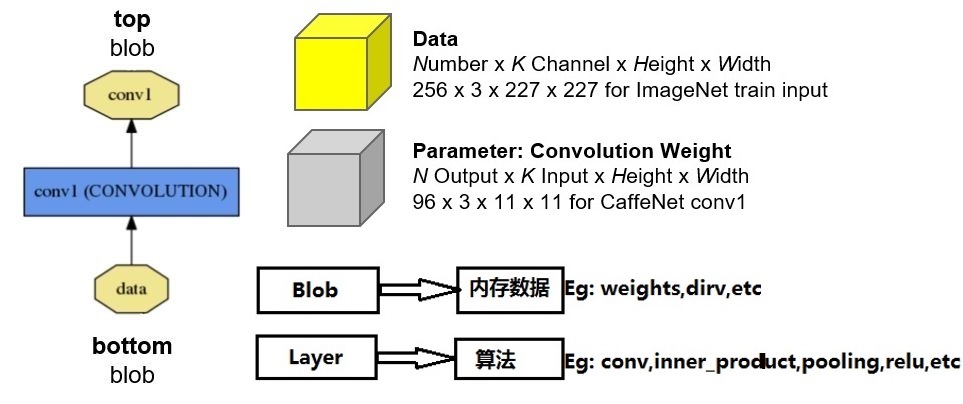 top
blob
conv1
conv1 (CONVOLUTION)
data
bottom
blob
Data
Number x K Channel x Height x Width
256 x 3 x 227 x 227 for ImageNet train input
Parameter: Convolution Weight
N Output x K Input x Height x Width
96 x 3 x 11 x 11 for CaffeNet conv1
Blob 内存数据 Eg: weights,dirv,etc
Layer 算法 Eg: conv,inner_product,pooling,relu,etc